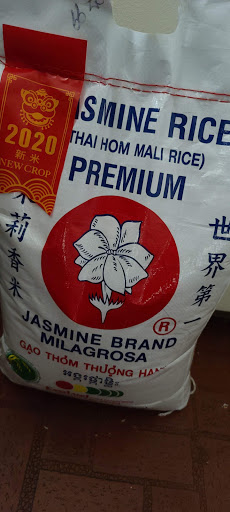 JASMINE RICE
(THAI HOM MALI RICE)
PREMIUM
2020
新米
NEW CROP
茉莉香米
世界第一
®
JASMINE BRAND
MILAGROSA
GẠO THƠM THƯỢNG HẠNG